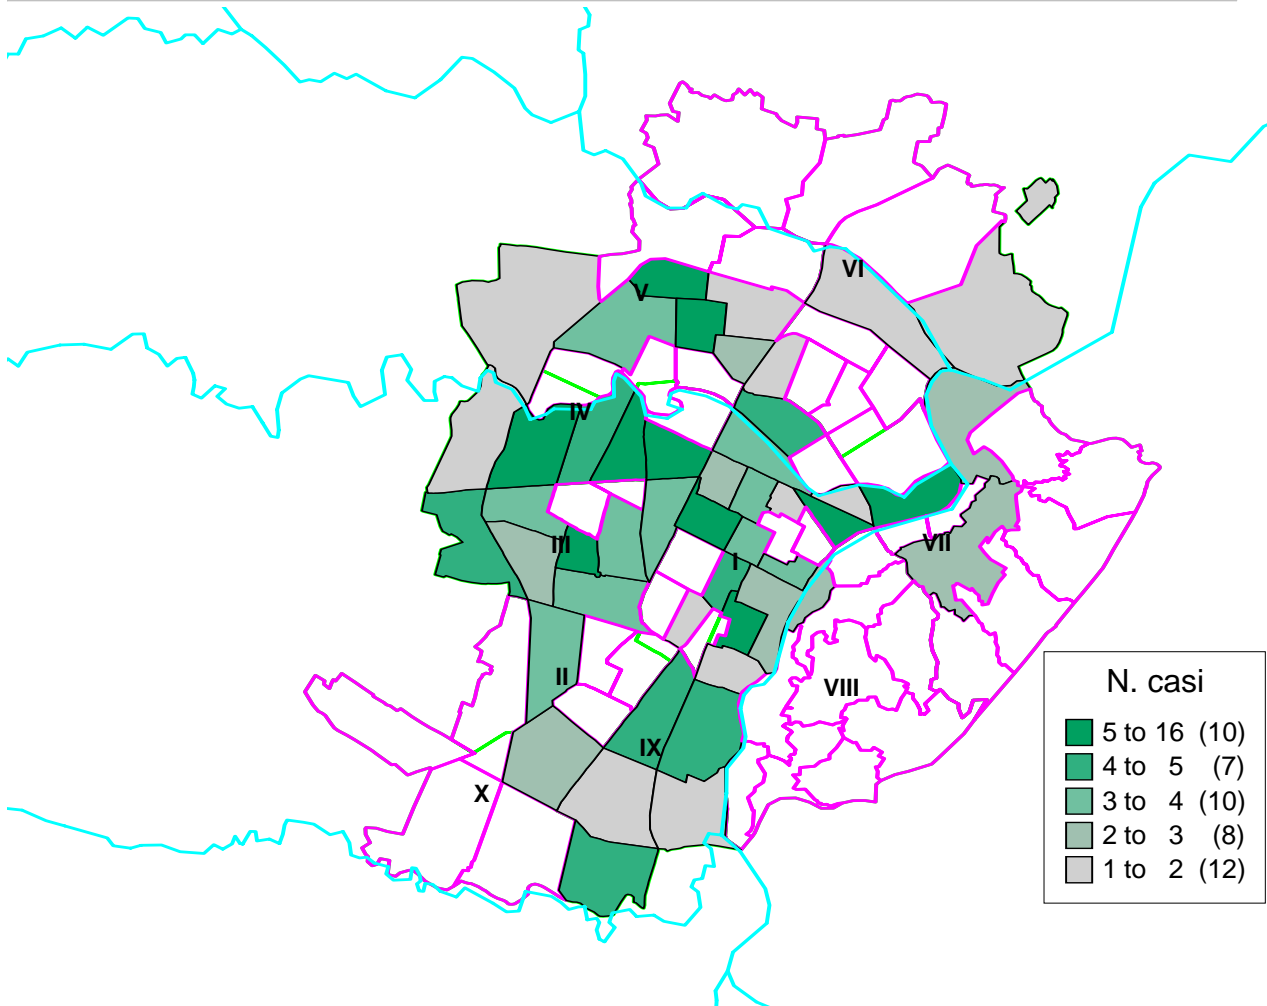 VI
V
IV
III
VII
I
II
VIII
IX
X
N. casi
5 to 16 (10)
4 to 5 (7)
3 to 4 (10)
2 to 3 (8)
1 to 2 (12)